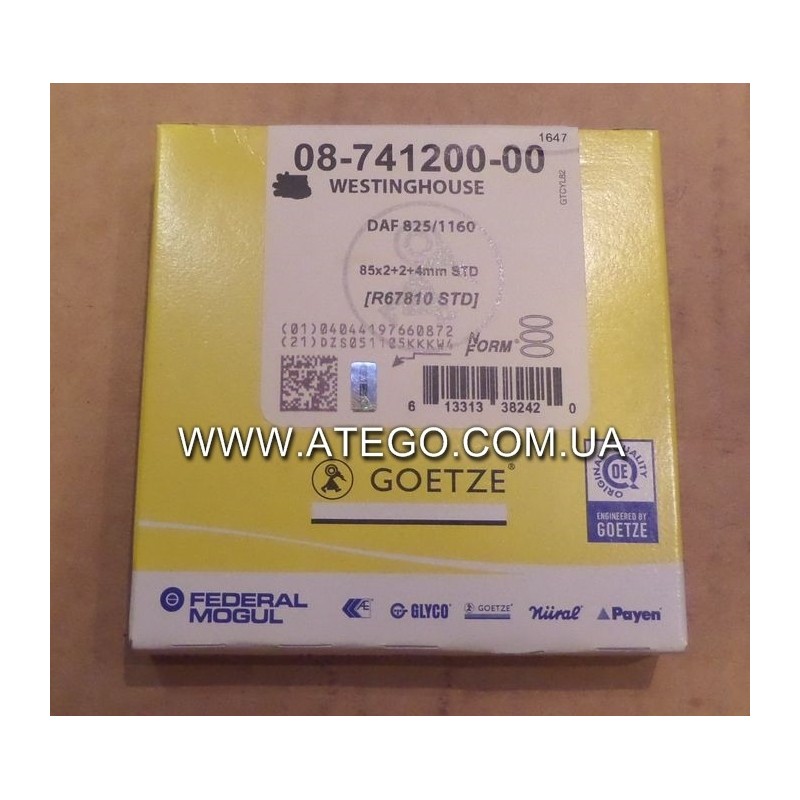 1647
08-741200-00
WESTINGHOUSE
GTCYL82
DAF 825/1160
85x2+2+4mm STD
[R67810 STD]
(01)04044197660872
(21)DZS051105KKKW4
N FORM®
6 13313 38242 0
WWW.ATEGO.COM.UA
GOETZE®
ORIGINAL QUALITY
OE
ENGINEERED BY
GOETZE
FEDERAL
MOGUL
AE
GLYCO®
GOETZE®
Nüral®
Payen®